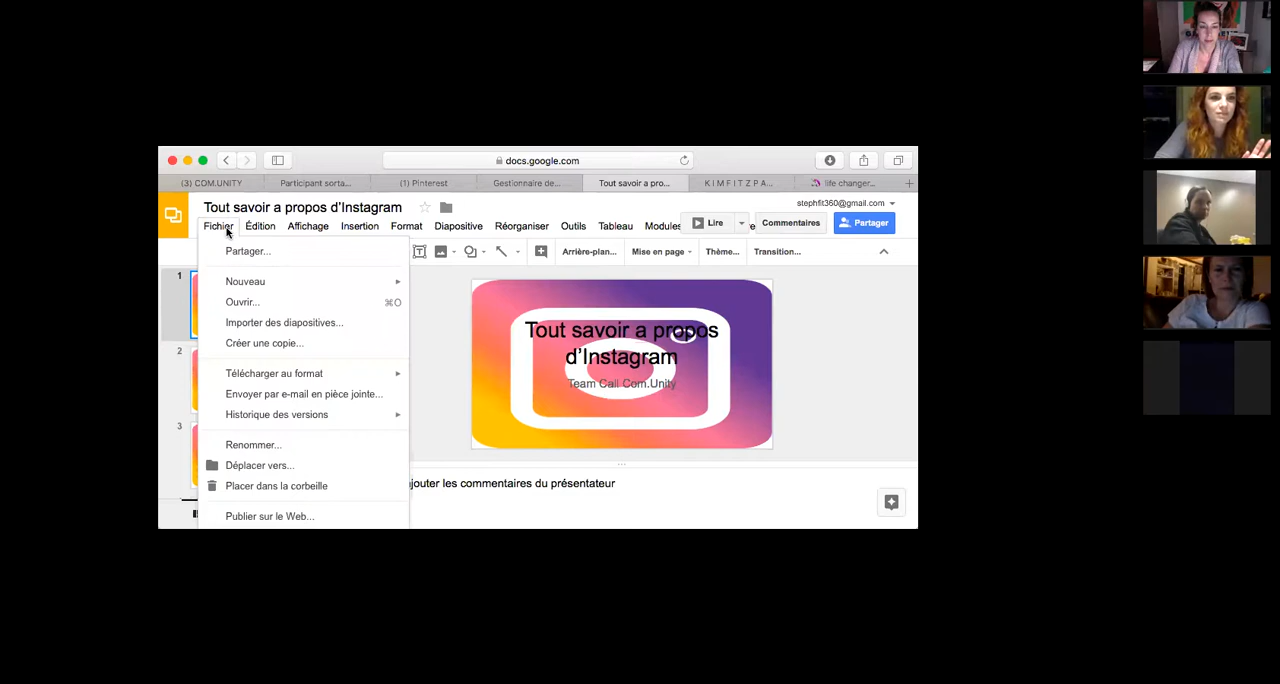 docs.google.com
(3) COM.UNITY
Participant sorta...
(1) Pinterest
Gestionnaire de...
Tout savoir a pro...
K I M F I T Z P A...
life changer...
Tout savoir a propos d'Instagram
stephfit360@gmail.com
Fichier Édition Affichage Insertion Format Diapositive Réorganiser Outils Tableau Modules
Lire
Commentaires
Partager
Arrière-plan...
Mise en page
Thème...
Transition...
Partager...
Nouveau
Ouvrir... ⌘O
Importer des diapositives...
Créer une copie...
Télécharger au format
Envoyer par e-mail en pièce jointe...
Historique des versions
Renommer...
Déplacer vers...
Placer dans la corbeille
Publier sur le Web...
1
2
3
Tout savoir a propos
d'Instagram
Team Call Com.Unity
jouter les commentaires du présentateur